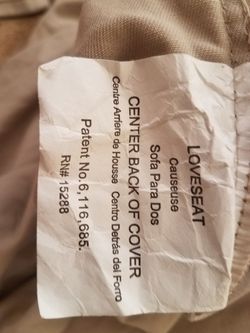 LOVESEAT
Causeuse
Sofa Para Dos
CENTER BACK OF COVER
Centre Arriere de Housse Centro Detrás del Forro
Patent No.6,116,685.
RN# 15288